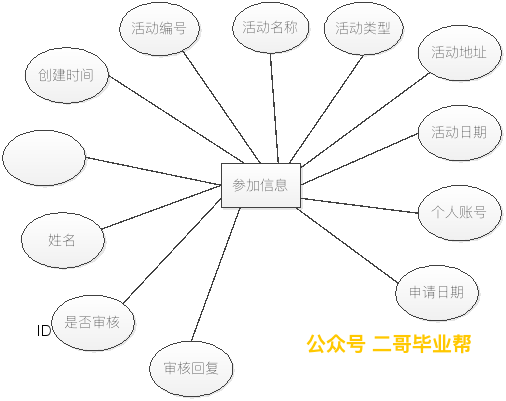 活动编号
活动名称
活动类型
活动地址
创建时间
活动日期
参加信息
个人账号
姓名
申请日期
ID
是否审核
审核回复
公众号 二哥毕业帮